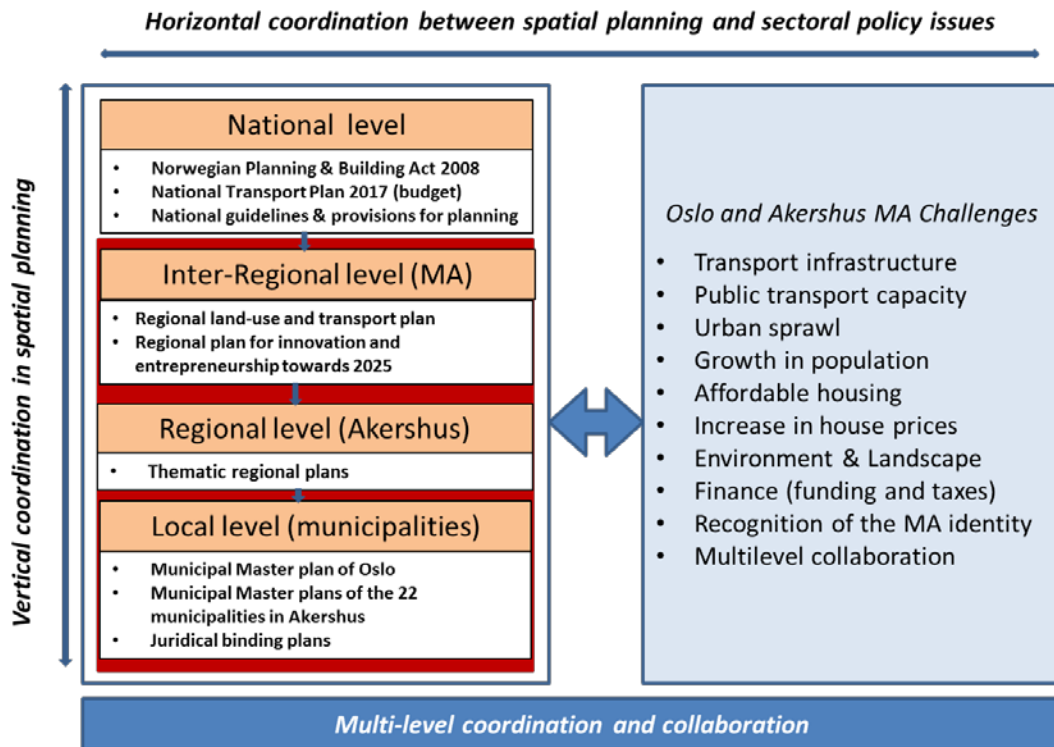 Horizontal coordination between spatial planning and sectoral policy issues
Vertical coordination in spatial planning
National level
• Norwegian Planning & Building Act 2008
• National Transport Plan 2017 (budget)
• National guidelines & provisions for planning
Inter-Regional level (MA)
• Regional land-use and transport plan
• Regional plan for innovation and
entrepreneurship towards 2025
Regional level (Akershus)
• Thematic regional plans
Local level (municipalities)
• Municipal Master plan of Oslo
• Municipal Master plans of the 22
municipalities in Akershus
• Juridical binding plans
Oslo and Akershus MA Challenges
• Transport infrastructure
• Public transport capacity
• Urban sprawl
• Growth in population
• Affordable housing
• Increase in house prices
• Environment & Landscape
• Finance (funding and taxes)
• Recognition of the MA identity
• Multilevel collaboration
Multi-level coordination and collaboration